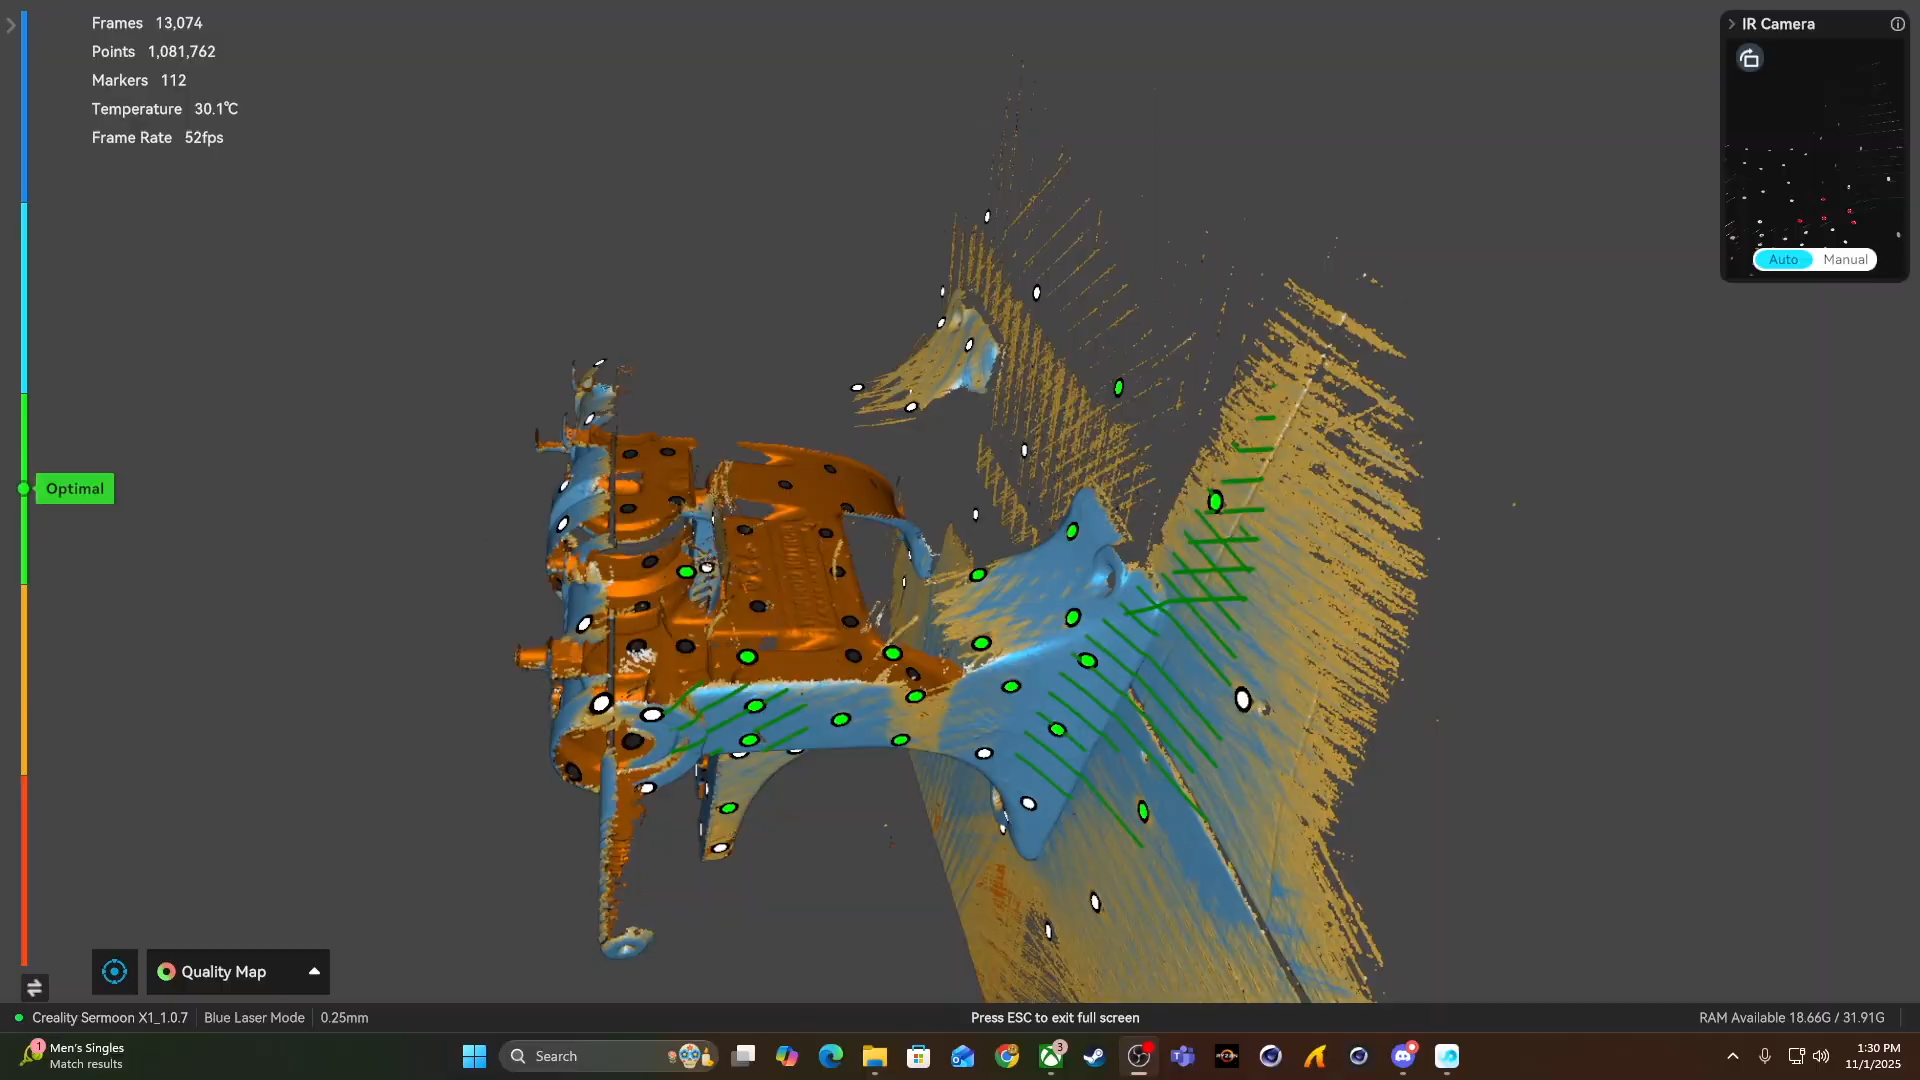 Frames 13,074
Points 1,081,762
Markers 112
Temperature 30.1℃
Frame Rate 52fps
IR Camera
Auto Manual
Optimal
Quality Map
Creality Sermoon X1_1.0.7 Blue Laser Mode 0.25mm
Press ESC to exit full screen
RAM Available 18.66G / 31.91G
1
Men's Singles
Match results
Search
3
1:30 PM
11/1/2025